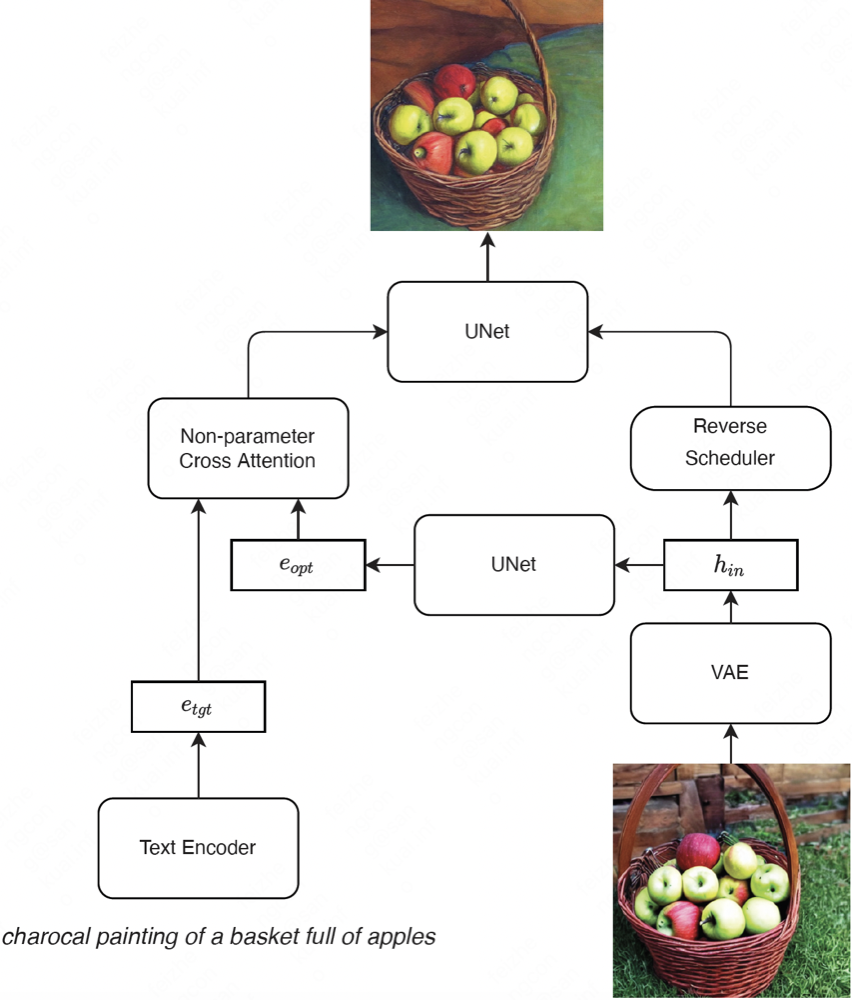 UNet
Non-parameter
Cross Attention
Reverse
Scheduler
e_{opt}
UNet
h_{in}
VAE
e_{tgt}
Text Encoder
charocal painting of a basket full of apples